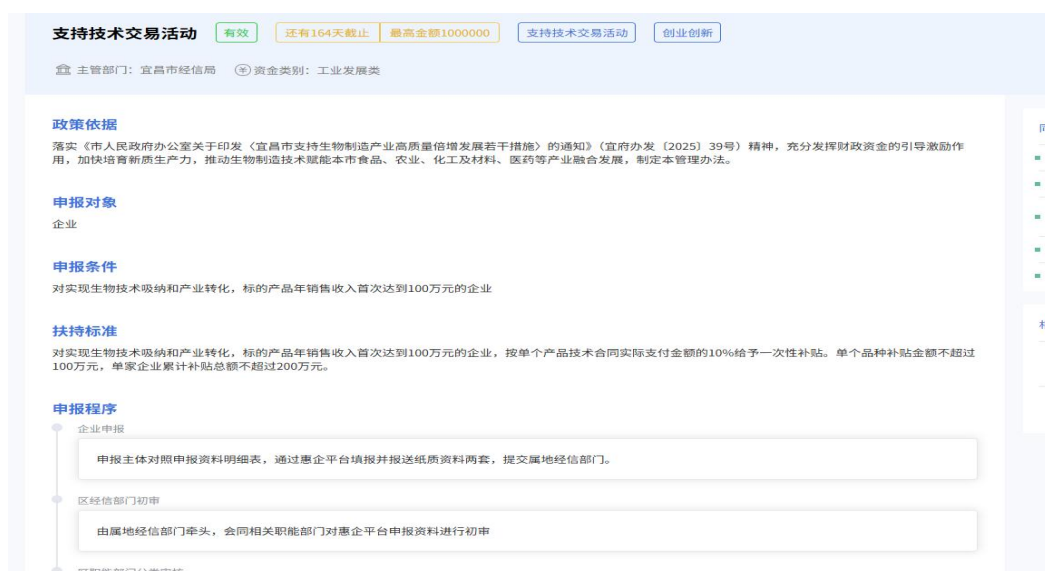 支持技术交易活动 有效 还有164天截止 最高金额1000000 支持技术交易活动 创业创新
主管部门：宜昌市经信局 资金类别：工业发展类
政策依据
落实《市人民政府办公室关于印发〈宜昌市支持生物制造产业高质量倍增发展若干措施〉的通知》（宜府办发〔2025〕39号）精神，充分发挥财政资金的引导激励作
用，加快培育新质生产力，推动生物制造技术赋能本市食品、农业、化工及材料、医药等产业融合发展，制定本管理办法。
申报对象
企业
申报条件
对实现生物技术吸纳和产业转化，标的产品年销售收入首次达到100万元的企业
扶持标准
对实现生物技术吸纳和产业转化，标的产品年销售收入首次达到100万元的企业，按单个产品技术合同实际支付金额的10%给予一次性补贴。单个品种补贴金额不超过
100万元，单家企业累计补贴总额不超过200万元。
申报程序
企业申报
申报主体对照申报资料明细表，通过惠企平台填报并报送纸质资料两套，提交属地经信部门。
区经信部门初审
由属地经信部门牵头，会同相关职能部门对惠企平台申报资料进行初审